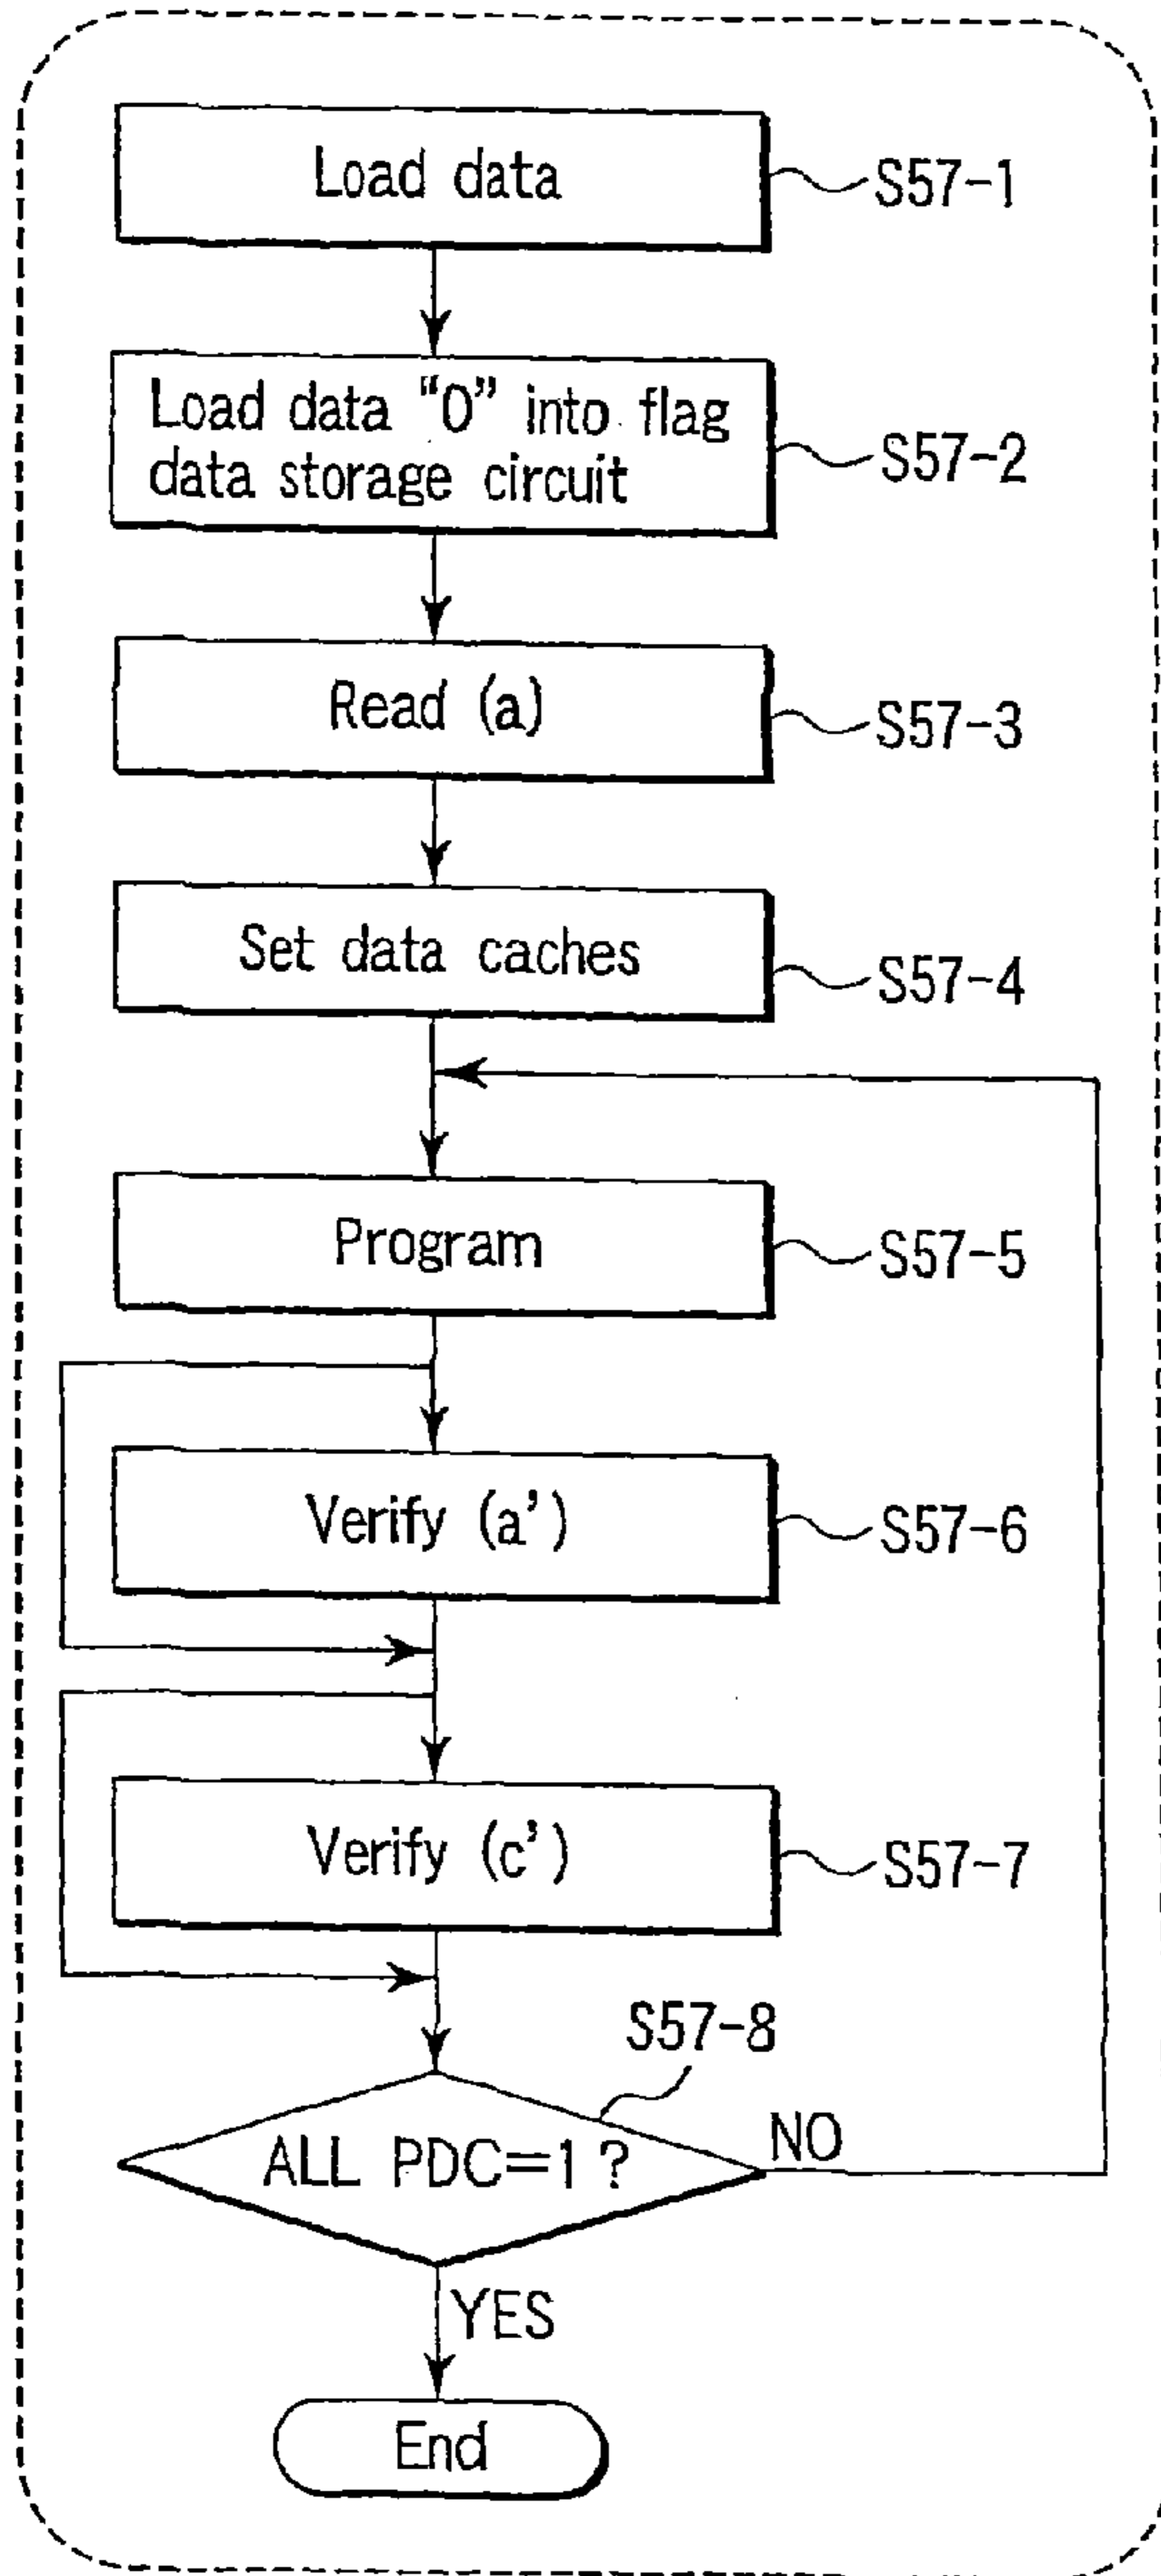 Load data
S57-1
Load data "0" into flag
data storage circuit
S57-2
Read (a)
S57-3
Set data caches
S57-4
Program
S57-5
Verify (a')
S57-6
Verify (c')
S57-7
S57-8
ALL PDC=1?
NO
YES
End